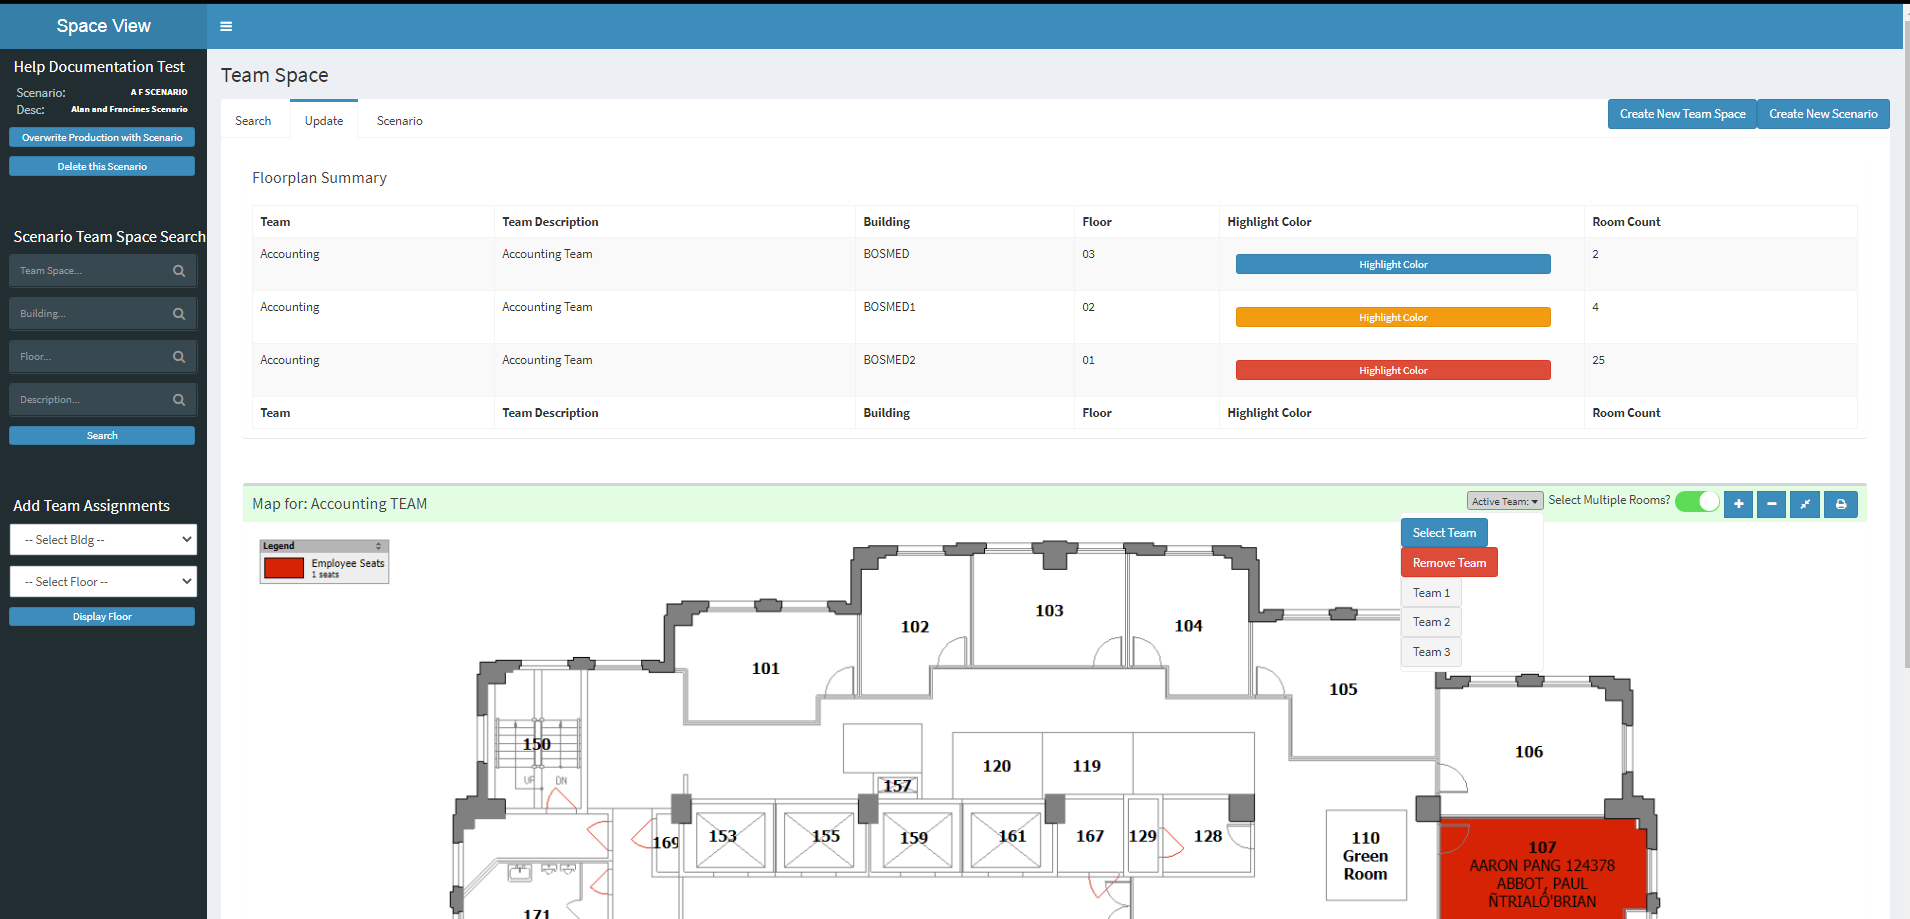 Space View
Help Documentation Test
Scenario: A F SCENARIO
Desc: Alan and Francines Scenario
Overwrite Production with Scenario
Delete this Scenario
Scenario Team Space Search
Team Space...
Building...
Floor...
Description...
Search
Add Team Assignments
-- Select Bldg --
-- Select Floor --
Display Floor
Team Space
Search Update Scenario
Create New Team Space Create New Scenario
Floorplan Summary
Team Team Description Building Floor Highlight Color Room Count
Accounting Accounting Team BOSMED 03 Highlight Color 2
Accounting Accounting Team BOSMED1 02 Highlight Color 4
Accounting Accounting Team BOSMED2 01 Highlight Color 25
Team Team Description Building Floor Highlight Color Room Count
Map for: Accounting TEAM
Active Team: Select Multiple Rooms?
Select Team
Remove Team
Team 1
Team 2
Team 3
Legend
Employee Seats
1 seats
103
102
104
101
105
150
106
120
119
UP DN
157
153
155
159
161
167
129
128
169
110
Green
Room
107
AARON PANG 124378
ABBOT, PAUL
ÑTRIALÓ'BRIAN
171